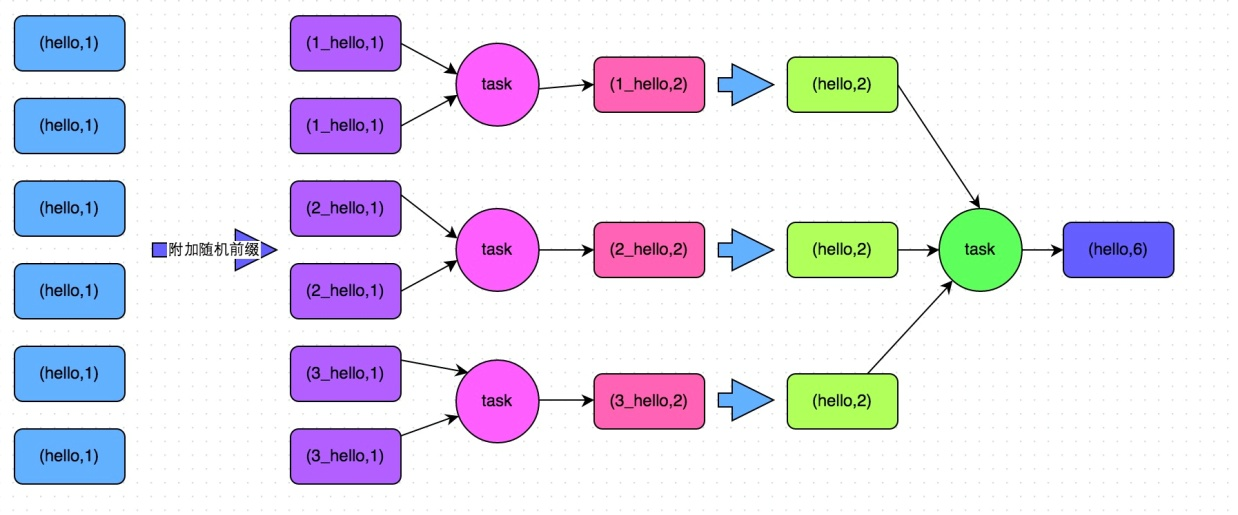 (hello,1)
(hello,1)
(hello,1)
(hello,1)
(hello,1)
(hello,1)
附加随机前缀
(1_hello,1)
(1_hello,1)
(2_hello,1)
(2_hello,1)
(3_hello,1)
(3_hello,1)
task
task
task
(1_hello,2)
(2_hello,2)
(3_hello,2)
(hello,2)
(hello,2)
(hello,2)
task
(hello,6)